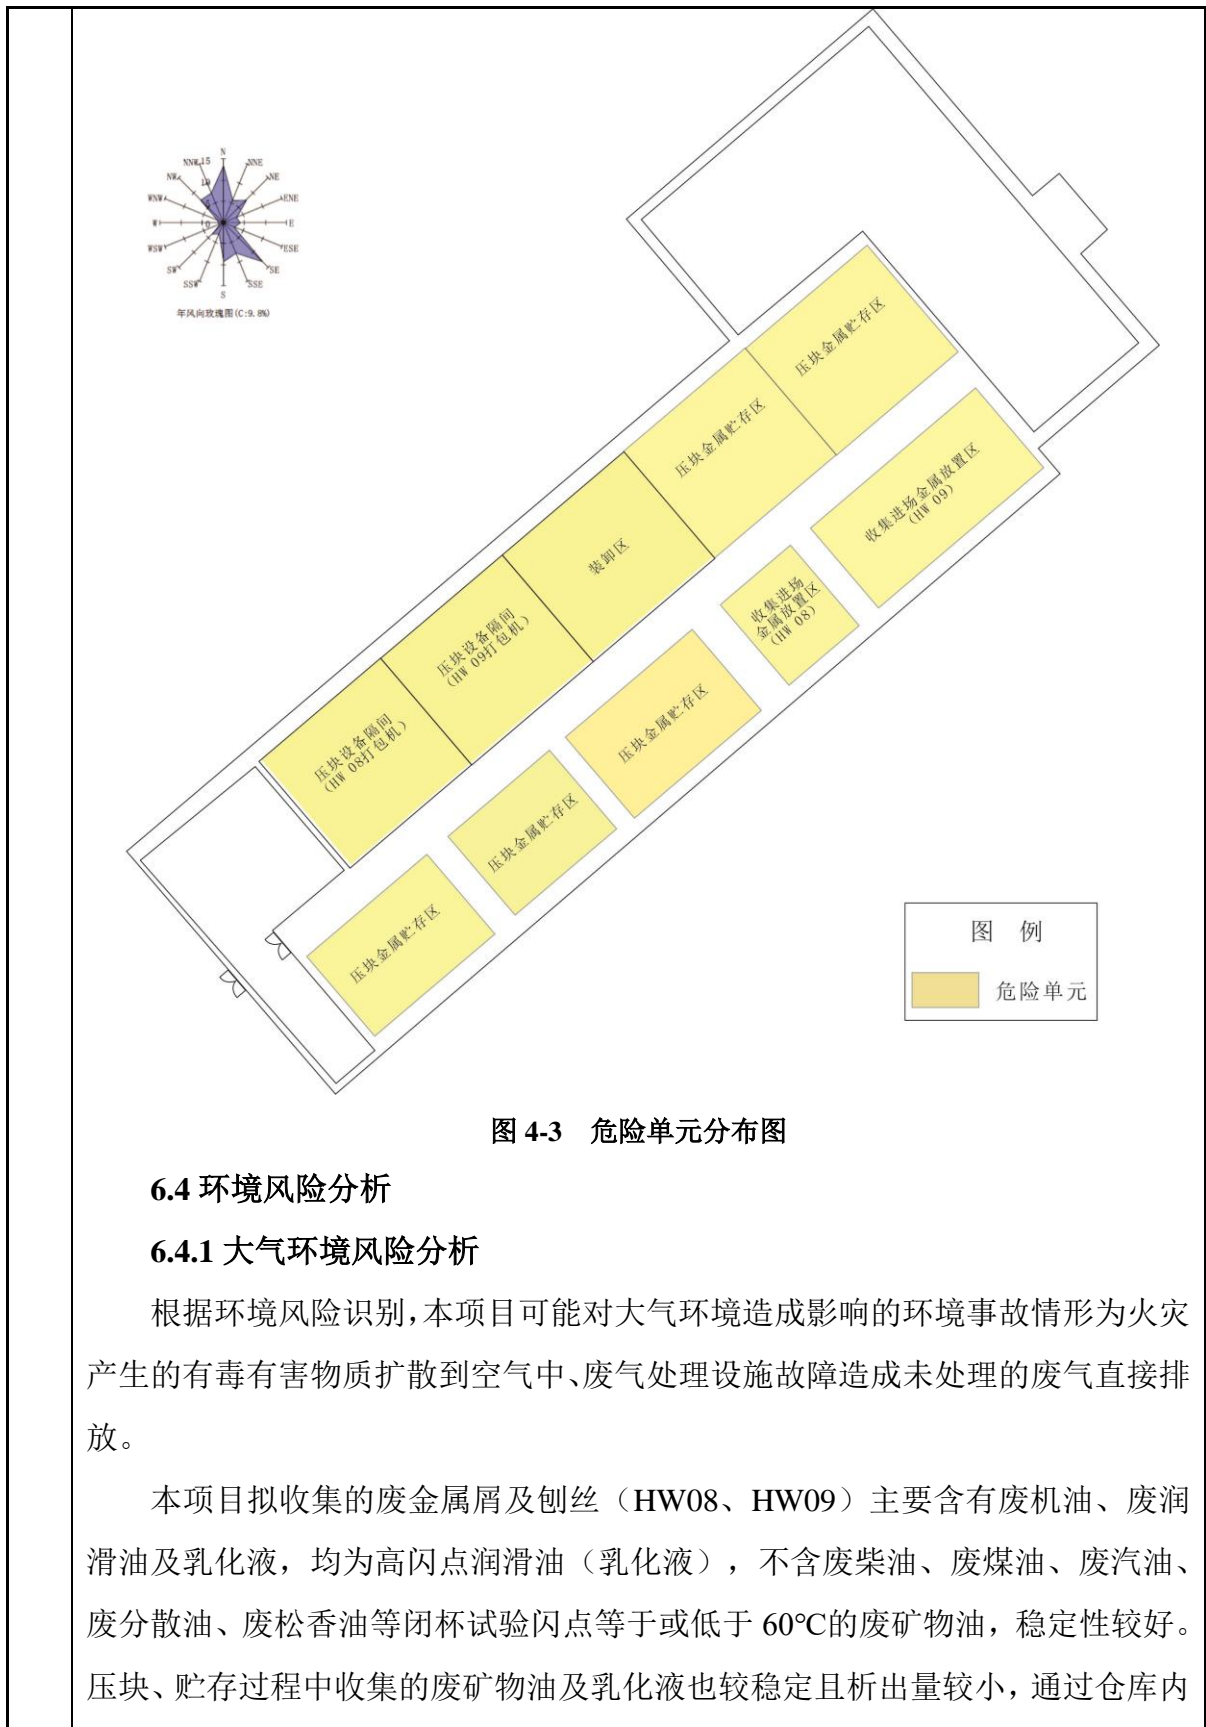 N
NNW
15
NNE
NW
10
NE
WNW
5
ENE
W
0
E
WSW
ESE
SW
SE
SSW
SSE
S
年风向玫瑰图(C:9.8%)
压块金属贮存区
压块金属贮存区
收集进场金属放置区
(HW 09)
装卸区
收集进场
金属放置区
(HW 08)
压块设备隔间
(HW 09打包机)
压块金属贮存区
压块设备隔间
(HW 08打包机)
压块金属贮存区
压块金属贮存区
图 例
危险单元
图 4-3 危险单元分布图
6.4 环境风险分析
6.4.1 大气环境风险分析
根据环境风险识别，本项目可能对大气环境造成影响的环境事故情形为火灾
产生的有毒有害物质扩散到空气中、废气处理设施故障造成未处理的废气直接排
放。
本项目拟收集的废金属屑及刨丝（HW08、HW09）主要含有废机油、废润
滑油及乳化液，均为高闪点润滑油（乳化液），不含废柴油、废煤油、废汽油、
废分散油、废松香油等闭杯试验闪点等于或低于 60℃的废矿物油，稳定性较好。
压块、贮存过程中收集的废矿物油及乳化液也较稳定且析出量较小，通过仓库内